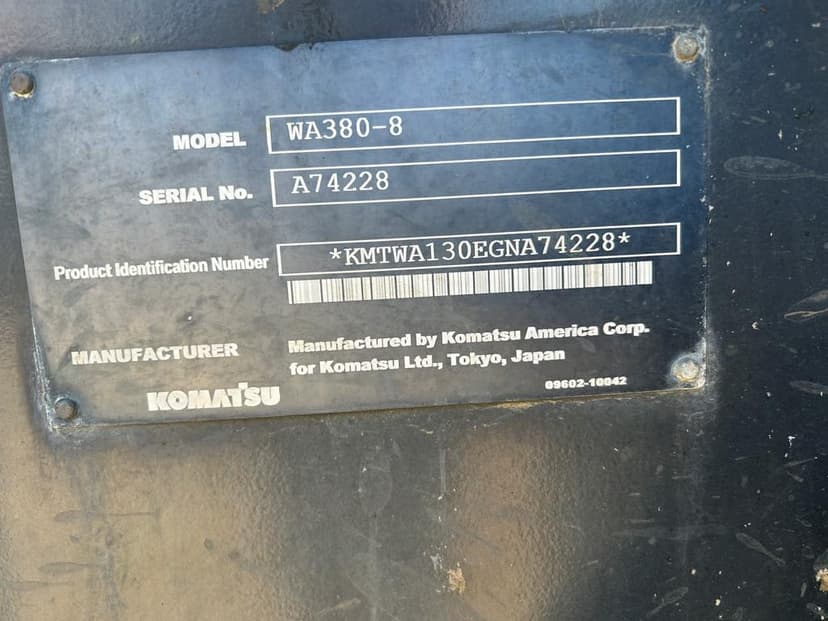 MODEL WA380-8
SERIAL No. A74228
Product Identification Number *KMTWA130EGNA74228*
MANUFACTURER Manufactured by Komatsu America Corp.
for Komatsu Ltd., Tokyo, Japan
KOMATSU 09602-10042